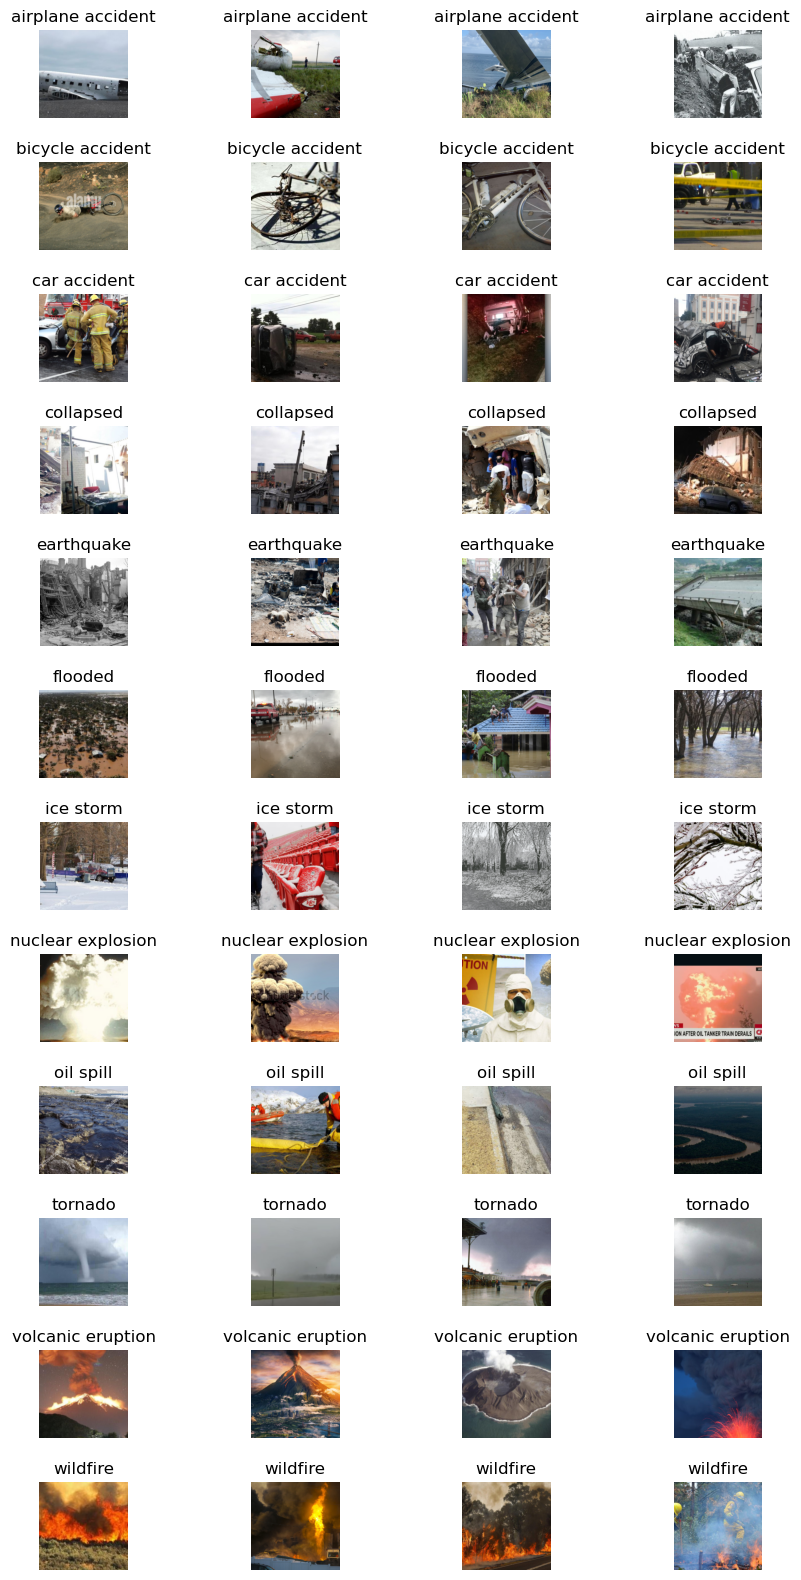 airplane accident airplane accident airplane accident airplane accident
bicycle accident bicycle accident bicycle accident bicycle accident
alamy
car accident car accident car accident car accident
collapsed collapsed collapsed collapsed
earthquake earthquake earthquake earthquake
flooded flooded flooded flooded
ice storm ice storm ice storm ice storm
nuclear explosion nuclear explosion nuclear explosion nuclear explosion
TION
ION AFTER OIL TANKER TRAIN DERAILS
oil spill oil spill oil spill oil spill
tornado tornado tornado tornado
volcanic eruption volcanic eruption volcanic eruption volcanic eruption
wildfire wildfire wildfire wildfire